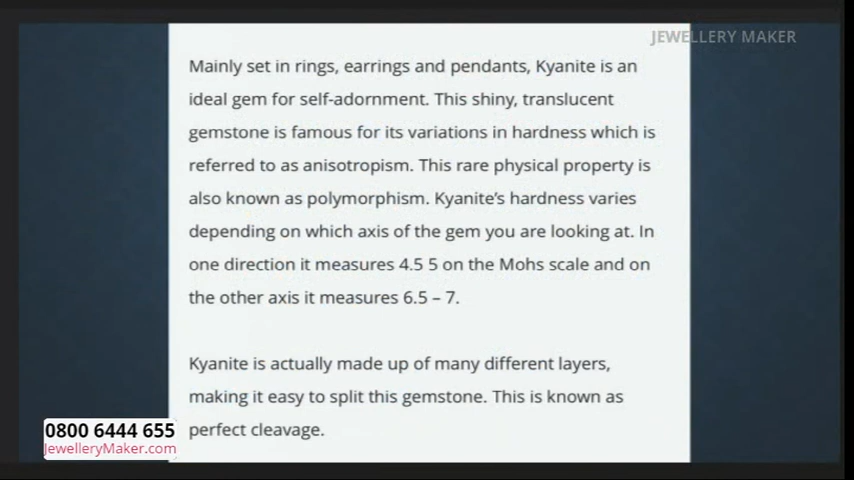 JEWELLERY MAKER
Mainly set in rings, earrings and pendants, Kyanite is an
ideal gem for self-adornment. This shiny, translucent
gemstone is famous for its variations in hardness which is
referred to as anisotropism. This rare physical property is
also known as polymorphism. Kyanite's hardness varies
depending on which axis of the gem you are looking at. In
one direction it measures 4.5 5 on the Mohs scale and on
the other axis it measures 6.5 – 7.
Kyanite is actually made up of many different layers,
making it easy to split this gemstone. This is known as
perfect cleavage.
0800 6444 655
JewelleryMaker.com